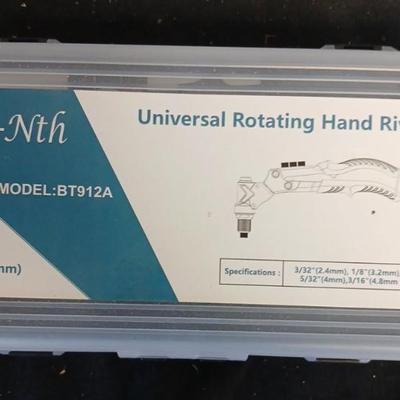 -Nth
Universal Rotating Hand Riv
MODEL:BT912A
mm)
Specifications :
3/32"(2.4mm), 1/8"(3.2mm),
5/32"(4mm),3/16"(4.8mm